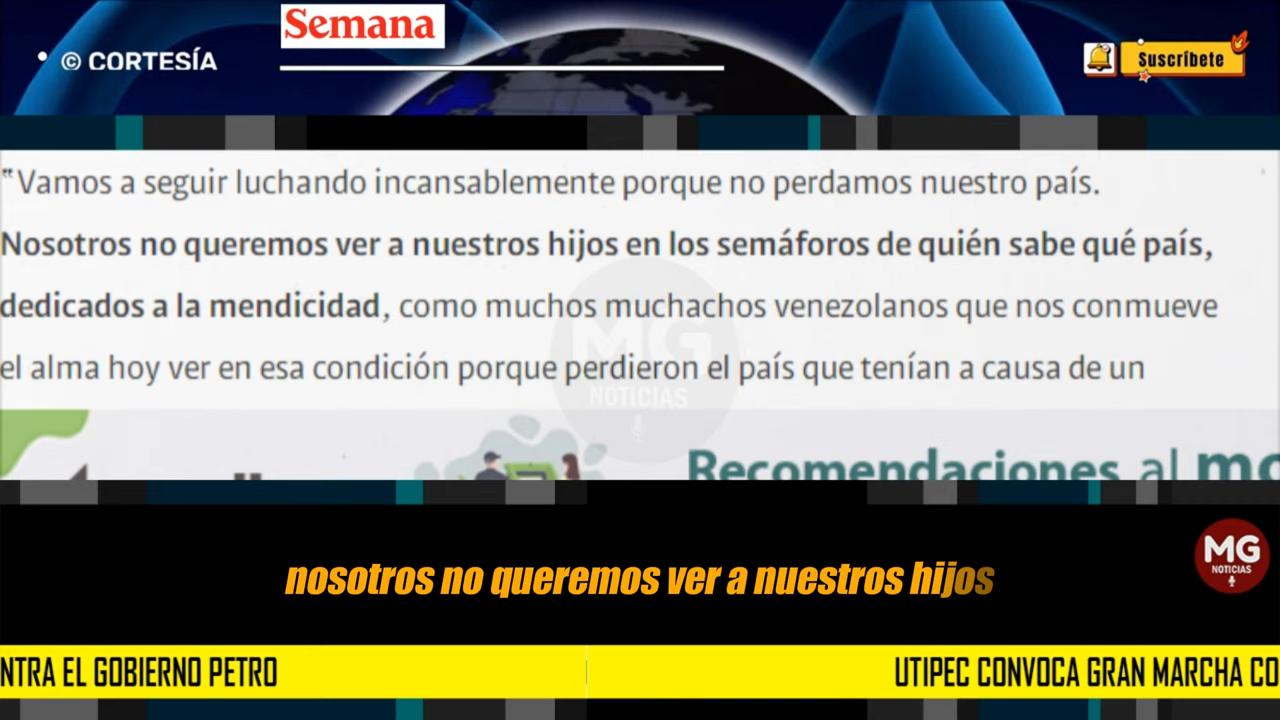 Semana
© CORTESÍA
Suscríbete
“Vamos a seguir luchando incansablemente porque no perdamos nuestro país.
Nosotros no queremos ver a nuestros hijos en los semáforos de quién sabe qué país,
dedicados a la mendicidad, como muchos muchachos venezolanos que nos conmueve
el alma hoy ver en esa condición porque perdieron el país que tenían a causa de un
MG
NOTICIAS
Recomendaciones al mo
nosotros no queremos ver a nuestros hijos
MG
NOTICIAS
NTRA EL GOBIERNO PETRO
UTIPEC CONVOCA GRAN MARCHA CO